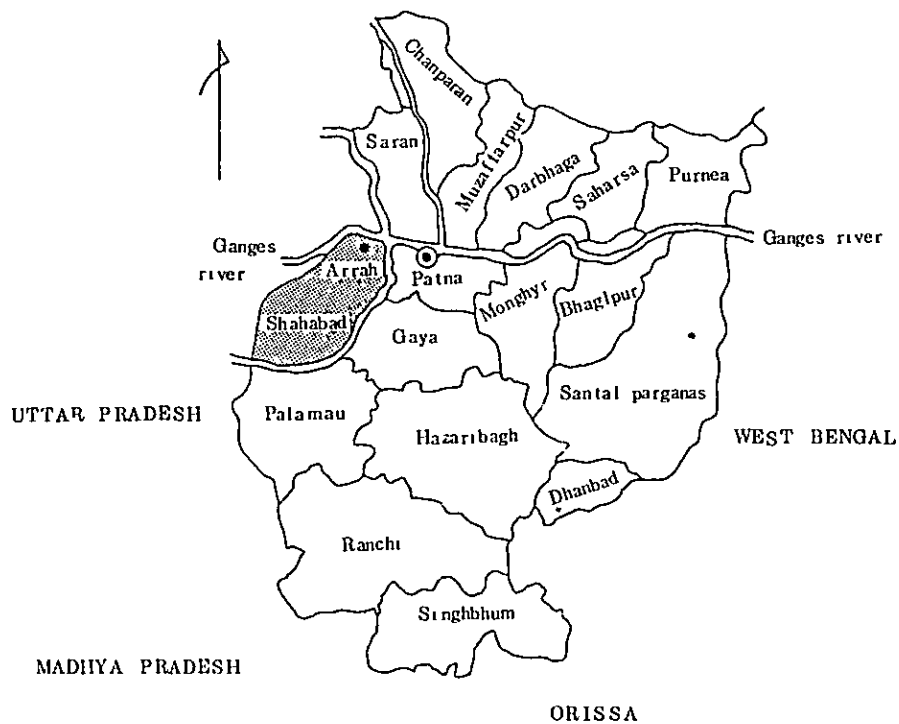 Chanparan
Saran
Muzaffarpur
Darbhaga
Saharsa
Purnea
Ganges
river
Ganges river
Arrah
Patna
Monghyr
Bhaglpur
Shahabad
Gaya
Santal parganas
UTTAR PRADESH
Palamau
Hazaribagh
WEST BENGAL
Dhanbad
Ranchi
Singhbhum
MADHYA PRADESH
ORISSA